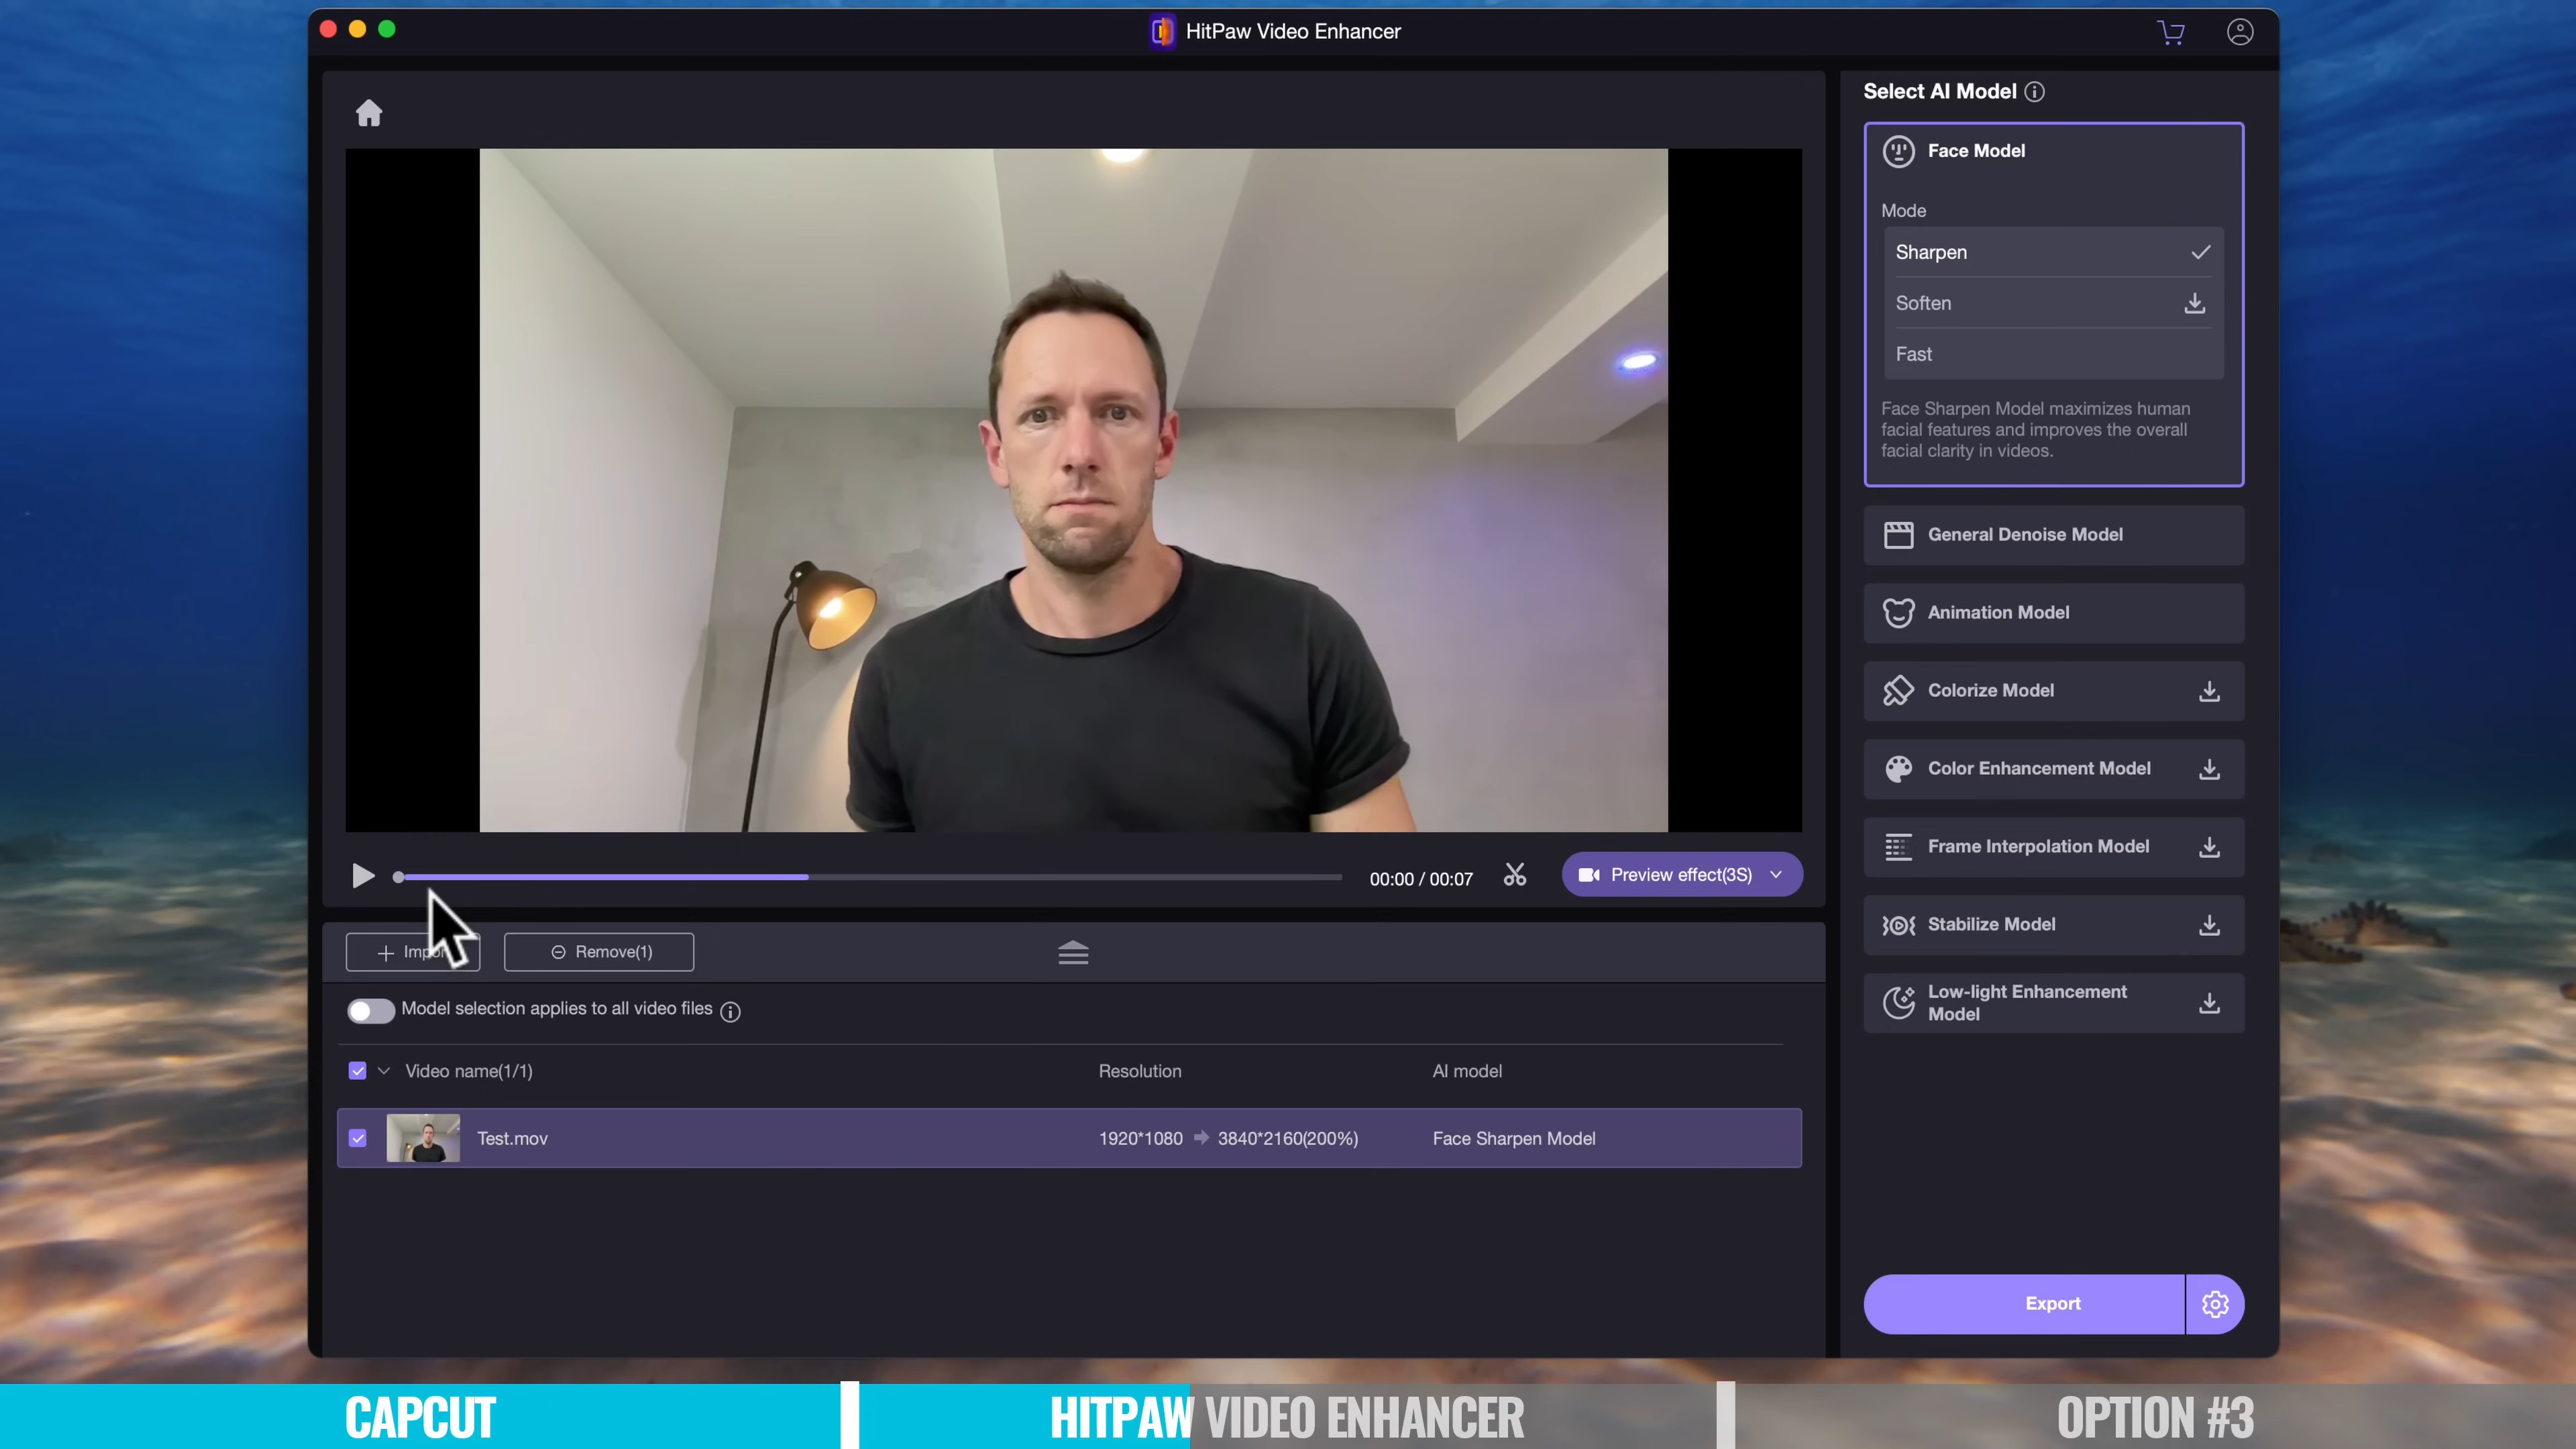 HitPaw Video Enhancer
Select AI Model
Face Model
Mode
Sharpen
Soften
Fast
Face Sharpen Model maximizes human
facial features and improves the overall
facial clarity in videos.
General Denoise Model
Animation Model
Colorize Model
Color Enhancement Model
Frame Interpolation Model
Stabilize Model
Low-light Enhancement
Model
Export
00:00 / 00:07
Preview effect(3S)
Remove(1)
Model selection applies to all video files
Video name(1/1)
Resolution
AI model
Test.mov
1920*1080
3840*2160(200%)
Face Sharpen Model
CAPCUT
HITPAW VIDEO ENHANCER
OPTION #3